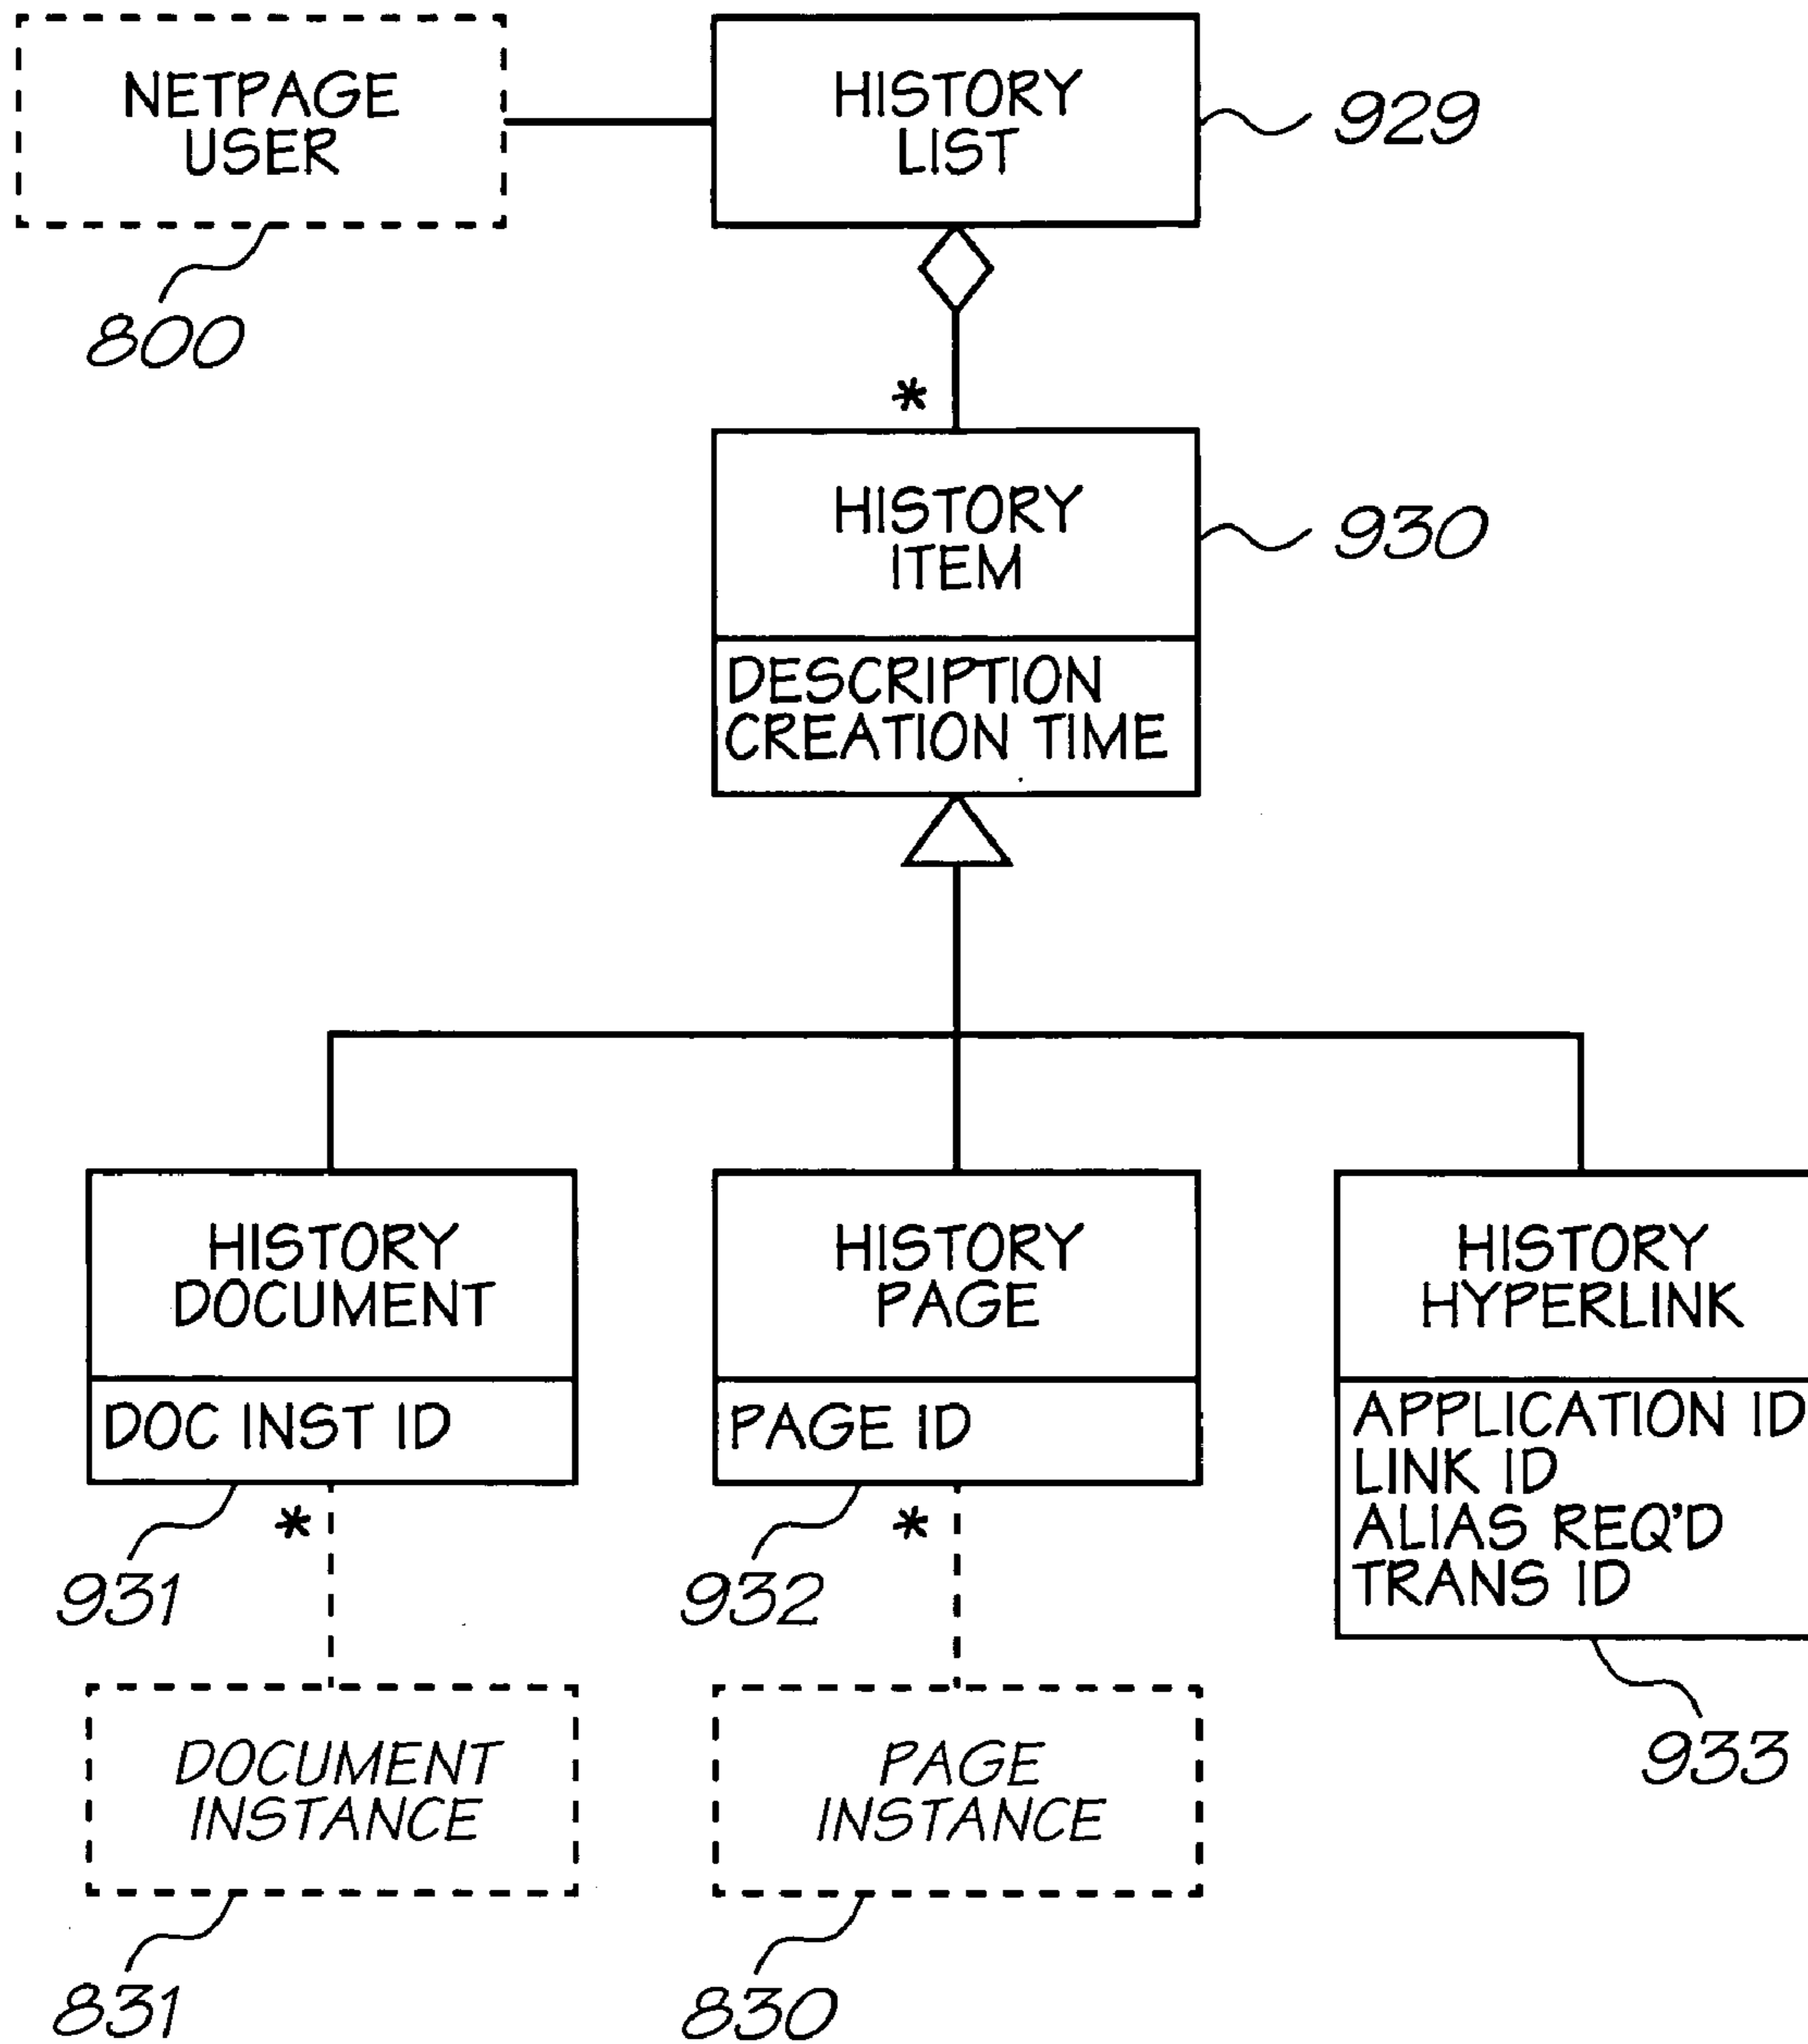 NETPAGE
USER
800
HISTORY
LIST
929
*
HISTORY
ITEM
930
DESCRIPTION
CREATION TIME
HISTORY
DOCUMENT
DOC INST ID
931
*
HISTORY
PAGE
PAGE ID
932
*
HISTORY
HYPERLINK
APPLICATION ID
LINK ID
ALIAS REQ'D
TRANS ID
933
DOCUMENT
INSTANCE
831
PAGE
INSTANCE
830